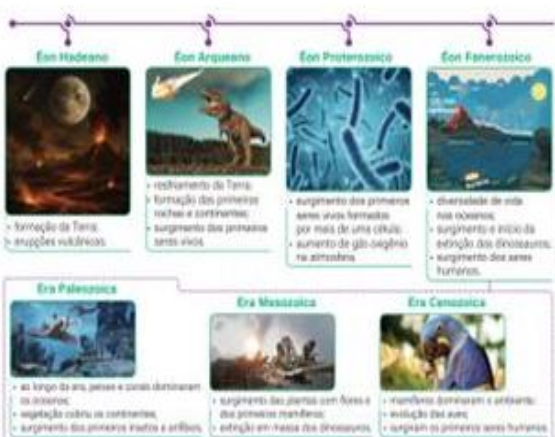 Éon Hadeano
Éon Arqueano
Éon Proterozoico
Éon Fanerozoico
• formação da Terra;
• erupções vulcânicas.
• resfriamento da Terra;
• formação das primeiras
rochas e continentes;
• surgimento dos primeiros
seres vivos.
• surgimento dos primeiros
seres vivos formados
por mais de uma célula;
• aumento de gás oxigênio
na atmosfera.
• diversidade de vida
nos oceanos;
• surgimento e início da
extinção dos dinossauros;
• surgimento dos seres
humanos.
Era Paleozoica
Era Mesozoica
Era Cenozoica
• ao longo da era, peixes e corais dominaram
os oceanos;
• vegetação cobriu os continentes;
• surgimento dos primeiros insetos e anfíbios.
• surgimento das plantas com flores e
dos primeiros mamíferos;
• extinção em massa dos dinossauros.
• mamíferos dominaram o ambiente;
• evolução das aves;
• surgiram os primeiros seres humanos.